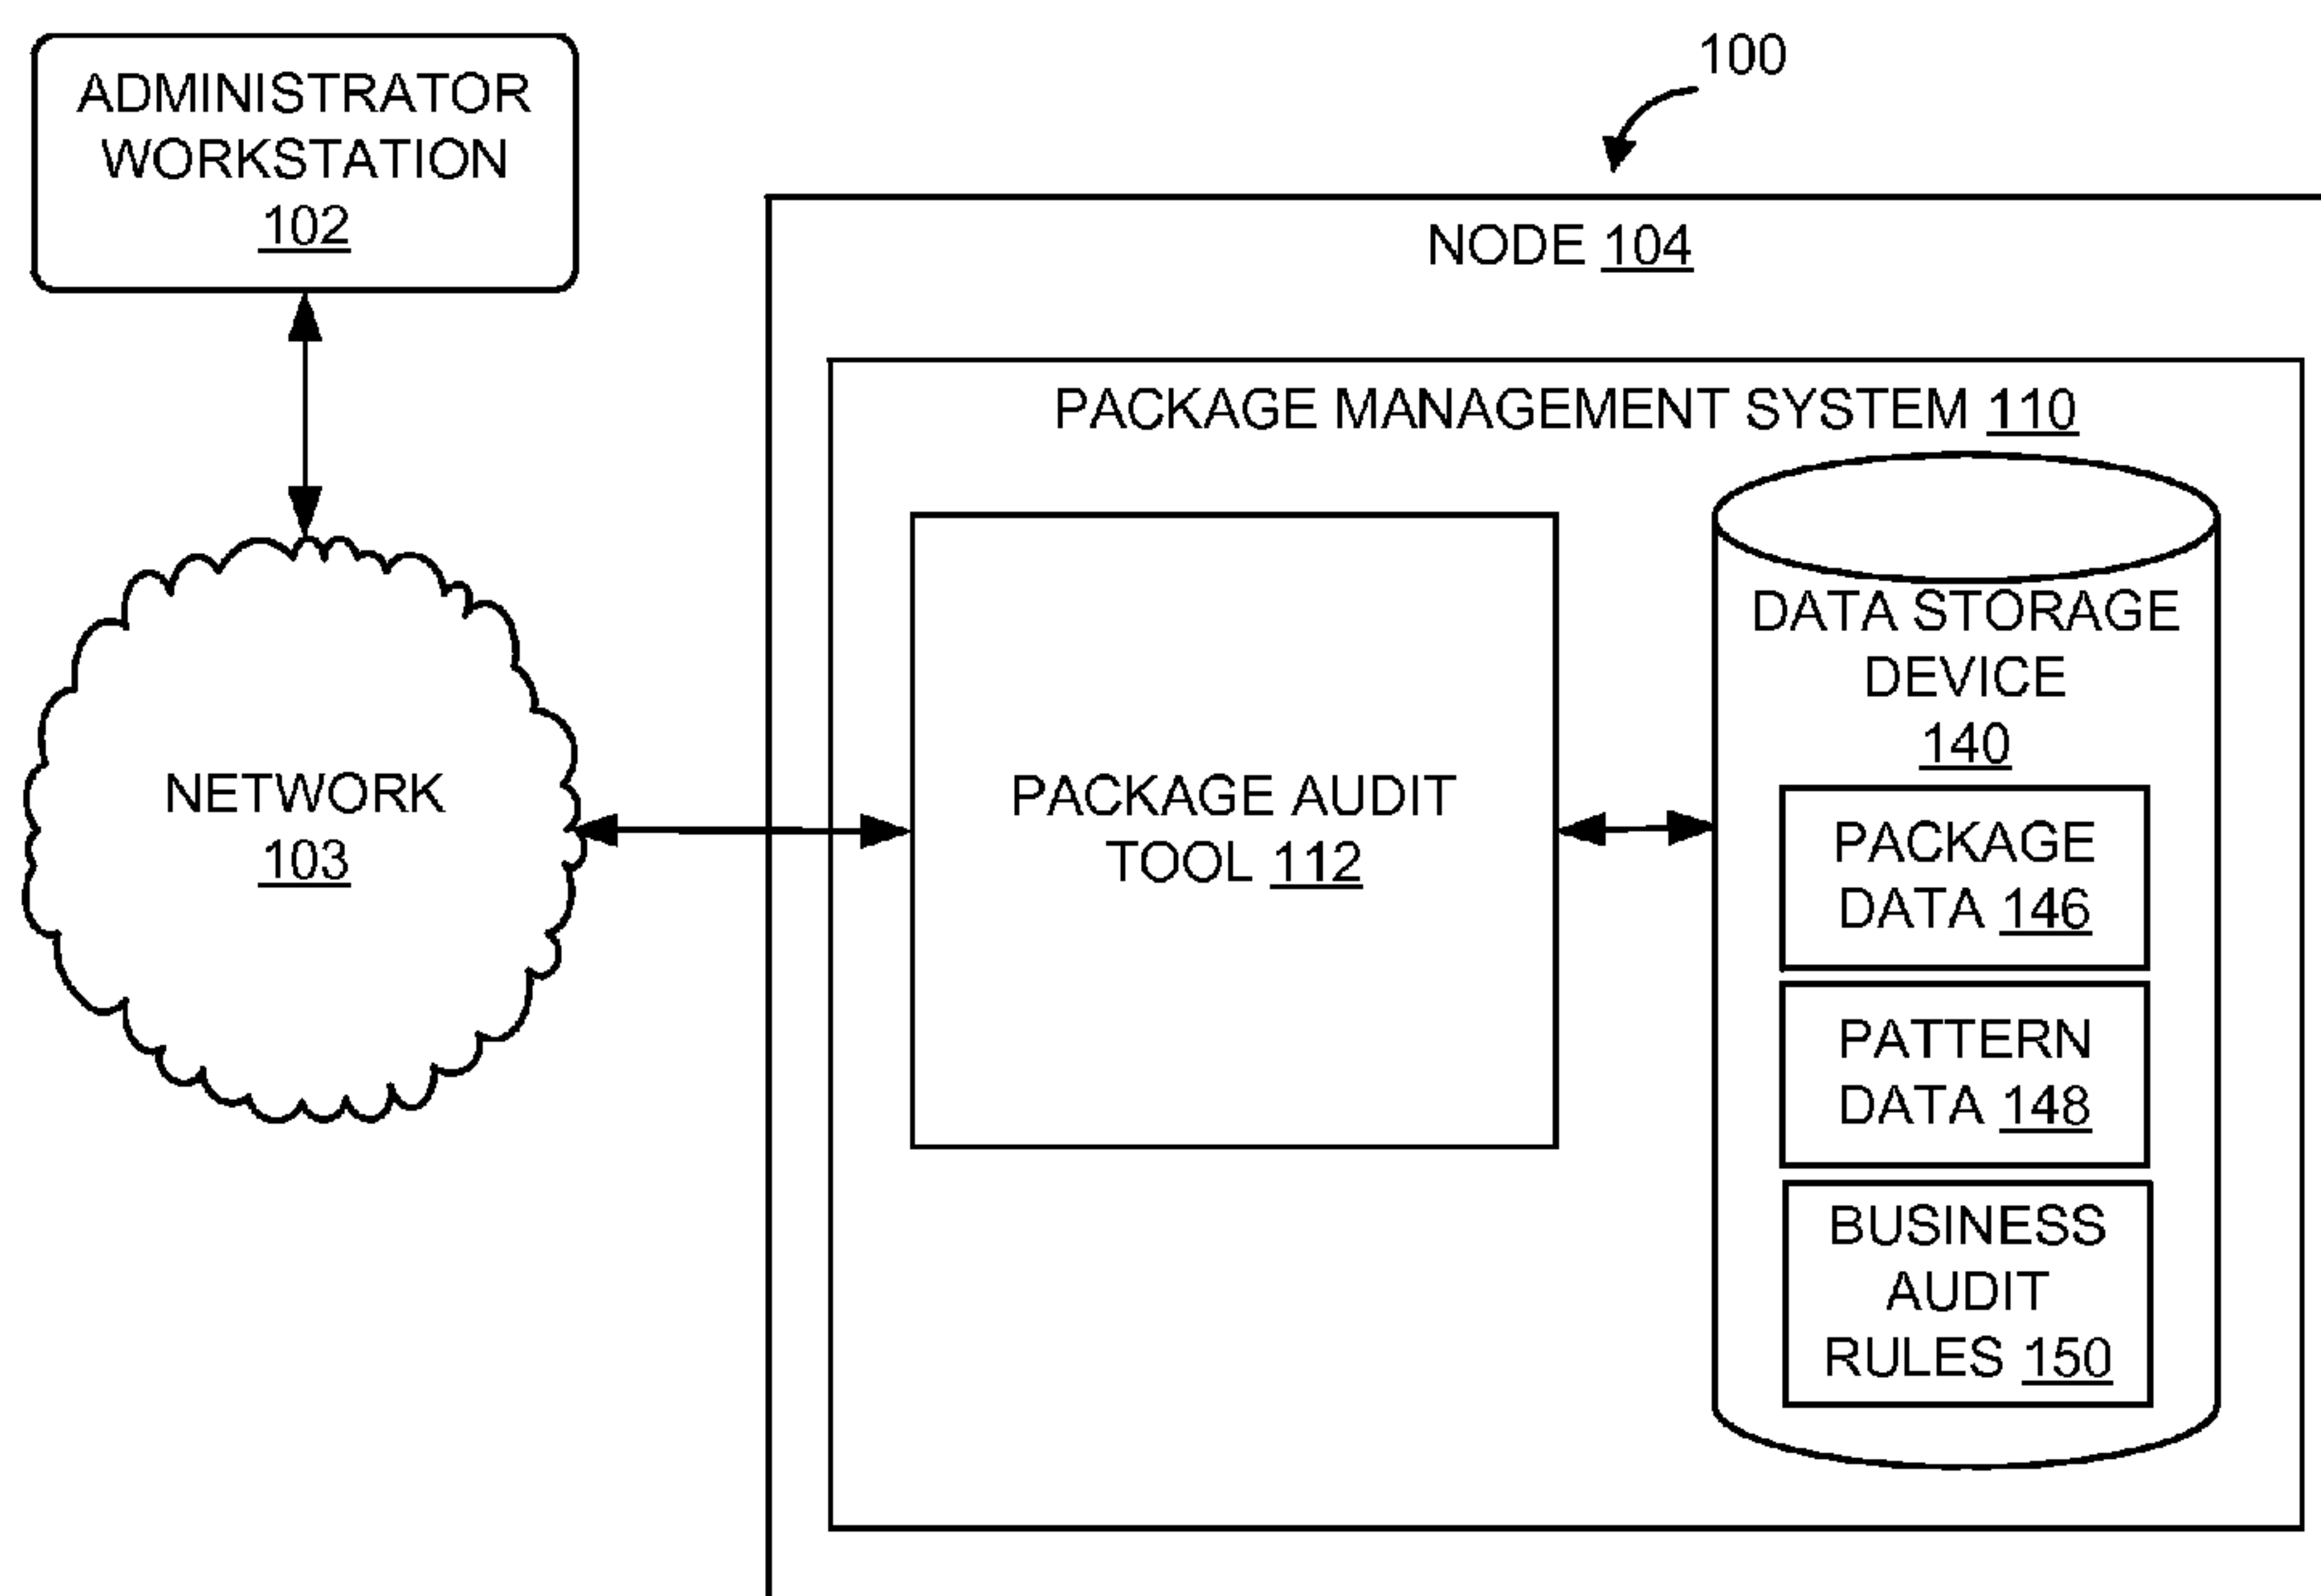 ADMINISTRATOR
WORKSTATION
102
100
NODE 104
PACKAGE MANAGEMENT SYSTEM 110
NETWORK
103
PACKAGE AUDIT
TOOL 112
DATA STORAGE
DEVICE
140
PACKAGE
DATA 146
PATTERN
DATA 148
BUSINESS
AUDIT
RULES 150